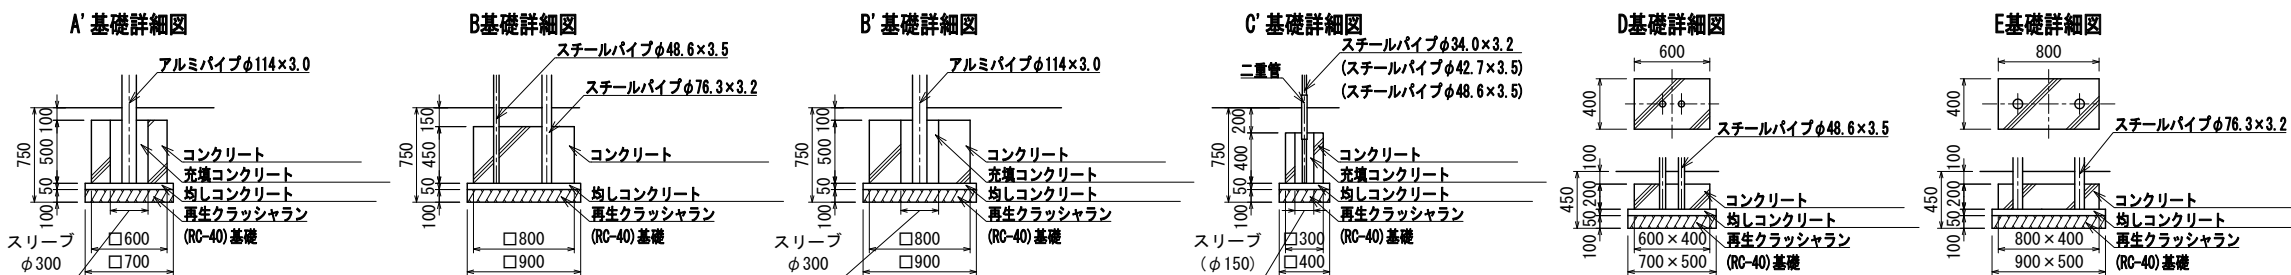 A'基礎詳細図
アルミパイプφ114×3.0
750
100
500
50
100
コンクリート
充填コンクリート
均しコンクリート
再生クラッシャラン
(RC-40)基礎
スリーブ
φ300
□600
□700
B基礎詳細図
スチールパイプφ48.6×3.5
スチールパイプφ76.3×3.2
750
150
450
50
100
コンクリート
均しコンクリート
再生クラッシャラン
(RC-40)基礎
□800
□900
B'基礎詳細図
アルミパイプφ114×3.0
750
100
500
50
100
コンクリート
充填コンクリート
均しコンクリート
再生クラッシャラン
(RC-40)基礎
スリーブ
φ300
□800
□900
C'基礎詳細図
スチールパイプφ34.0×3.2
(スチールパイプφ42.7×3.5)
(スチールパイプφ48.6×3.5)
二重管
750
200
400
50
100
コンクリート
充填コンクリート
均しコンクリート
再生クラッシャラン
(RC-40)基礎
スリーブ
(φ150)
□300
□400
D基礎詳細図
600
400
スチールパイプφ48.6×3.5
450
100
200
50
100
コンクリート
均しコンクリート
再生クラッシャラン
(RC-40)基礎
600×400
700×500
E基礎詳細図
800
400
スチールパイプφ76.3×3.2
450
100
200
50
100
コンクリート
均しコンクリート
再生クラッシャラン
(RC-40)基礎
800×400
900×500